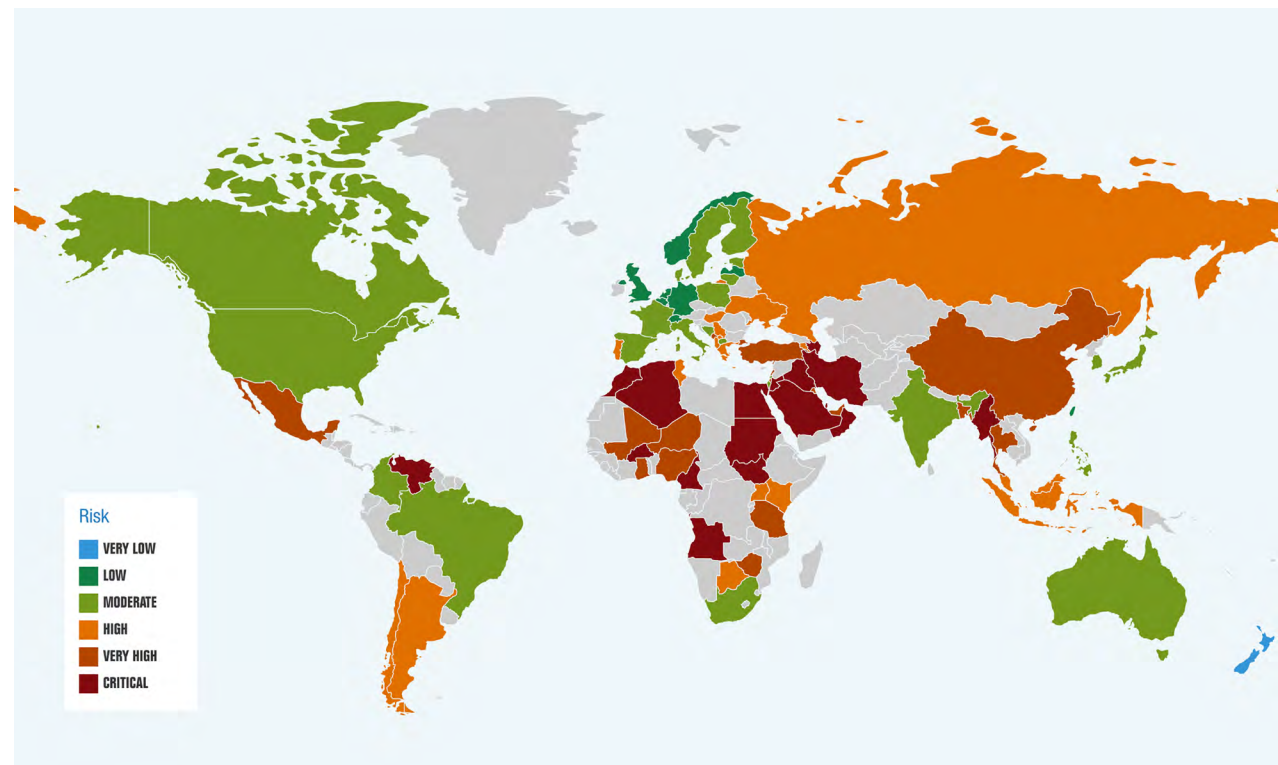 Risk
VERY LOW
LOW
MODERATE
HIGH
VERY HIGH
CRITICAL